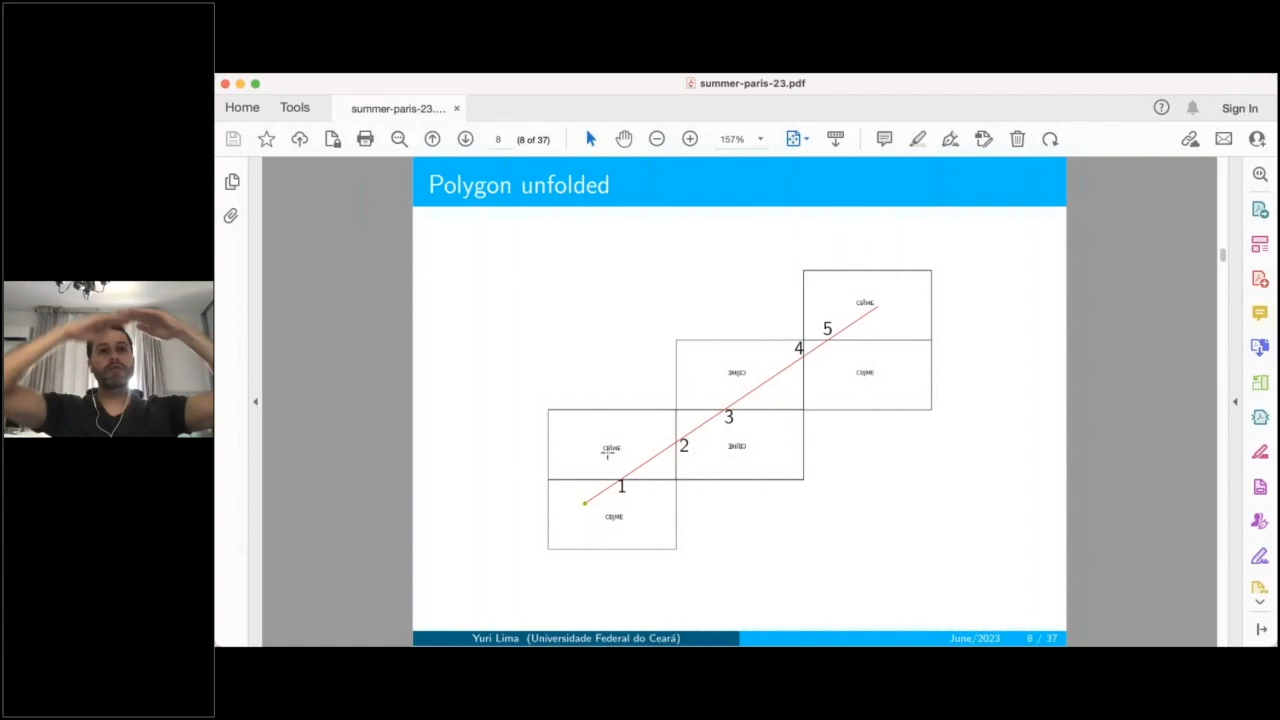 summer-paris-23.pdf
Home Tools summer-paris-23.... × Sign In
8 (8 of 37) 157%
Polygon unfolded
5
4
3
2
1
CBJME
Yuri Lima (Universidade Federal do Ceará) June/2023 8 / 37